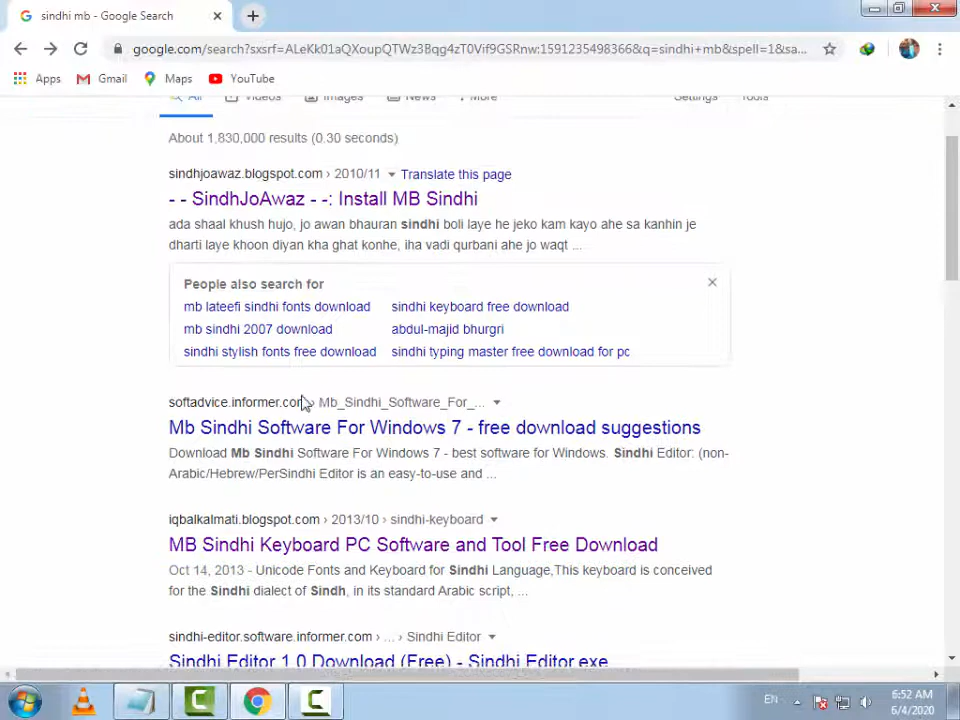 sindhi mb - Google Search
google.com/search?sxsrf=ALeKk01aQXoupQTWz3Bqg4zT0Vif9GSRnw:1591235498366&q=sindhi+mb&spell=1&sa...
Apps Gmail Maps YouTube
All Videos Images News More Settings Tools
About 1,830,000 results (0.30 seconds)
sindhjoawaz.blogspot.com › 2010/11 Translate this page
- - SindhJoAwaz - -: Install MB Sindhi
ada shaal khush hujo, jo awan bhauran sindhi boli laye he jeko kam kayo ahe sa kanhin je
dharti laye khoon diyan kha ghat konhe, iha vadi qurbani ahe jo waqt ...
People also search for
mb lateefi sindhi fonts download sindhi keyboard free download
mb sindhi 2007 download abdul-majid bhurgri
sindhi stylish fonts free download sindhi typing master free download for pc
softadvice.informer.com › Mb_Sindhi_Software_For_...
Mb Sindhi Software For Windows 7 - free download suggestions
Download Mb Sindhi Software For Windows 7 - best software for Windows. Sindhi Editor: (non-
Arabic/Hebrew/PerSindhi Editor is an easy-to-use and ...
iqbalkalmati.blogspot.com › 2013/10 › sindhi-keyboard
MB Sindhi Keyboard PC Software and Tool Free Download
Oct 14, 2013 - Unicode Fonts and Keyboard for Sindhi Language,This keyboard is conceived
for the Sindhi dialect of Sindh, in its standard Arabic script, ...
sindhi-editor.software.informer.com › ... › Sindhi Editor
Sindhi Editor 1.0 Download (Free) - Sindhi Editor.exe
EN 6:52 AM
6/4/2020